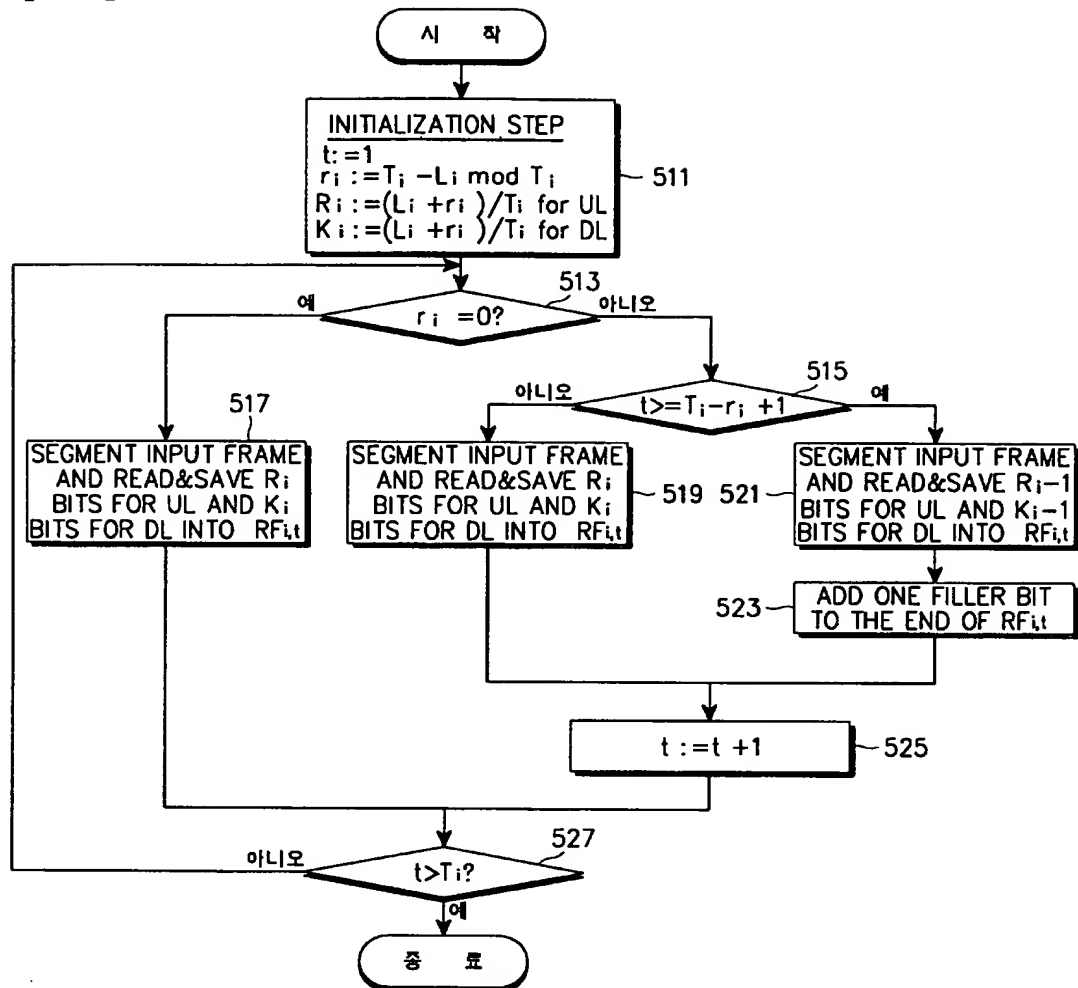 시 작
INITIALIZATION STEP
t:=1
ri :=Ti -Li mod Ti
Ri :=(Li +ri )/Ti for UL
Ki :=(Li +ri )/Ti for DL
511
513
예
ri =0?
아니오
515
아니오
t>=Ti-ri +1
예
517
SEGMENT INPUT FRAME
AND READ&SAVE Ri
BITS FOR UL AND Ki
BITS FOR DL INTO RFi,t
SEGMENT INPUT FRAME
AND READ&SAVE Ri
BITS FOR UL AND Ki
BITS FOR DL INTO RFi,t
519
521
SEGMENT INPUT FRAME
AND READ&SAVE Ri-1
BITS FOR UL AND Ki-1
BITS FOR DL INTO RFi,t
523
ADD ONE FILLER BIT
TO THE END OF RFi,t
t :=t +1
525
527
아니오
t>Ti?
예
종 료